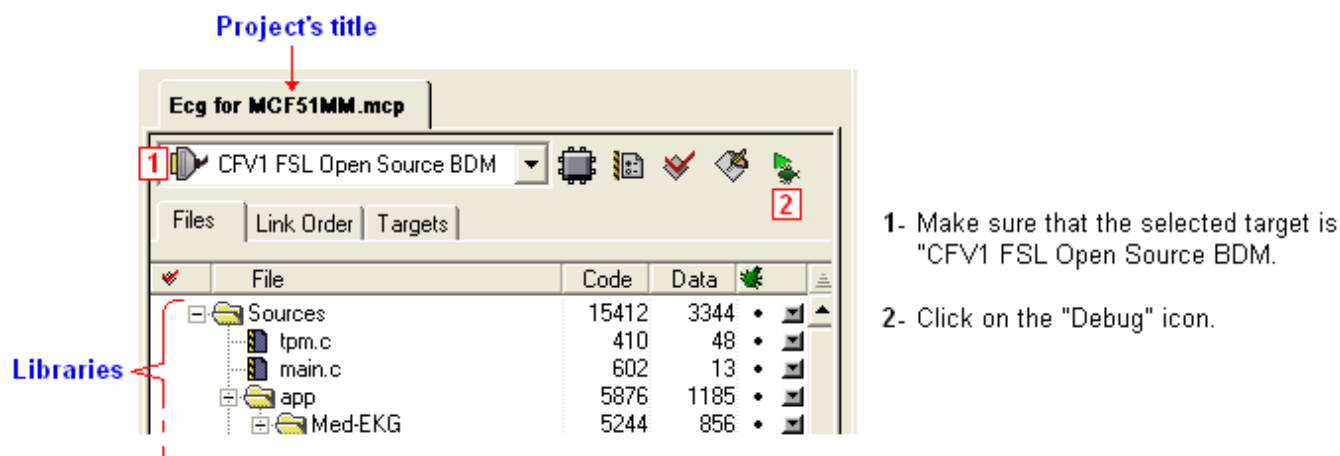 Project's title
Ecg for MCF51MM.mcp
1 CFV1 FSL Open Source BDM
2
Files Link Order Targets
File Code Data
Sources 15412 3344
tpm.c 410 48
main.c 602 13
app 5876 1185
Med-EKG 5244 856
Libraries
1- Make sure that the selected target is
"CFV1 FSL Open Source BDM.
2- Click on the "Debug" icon.